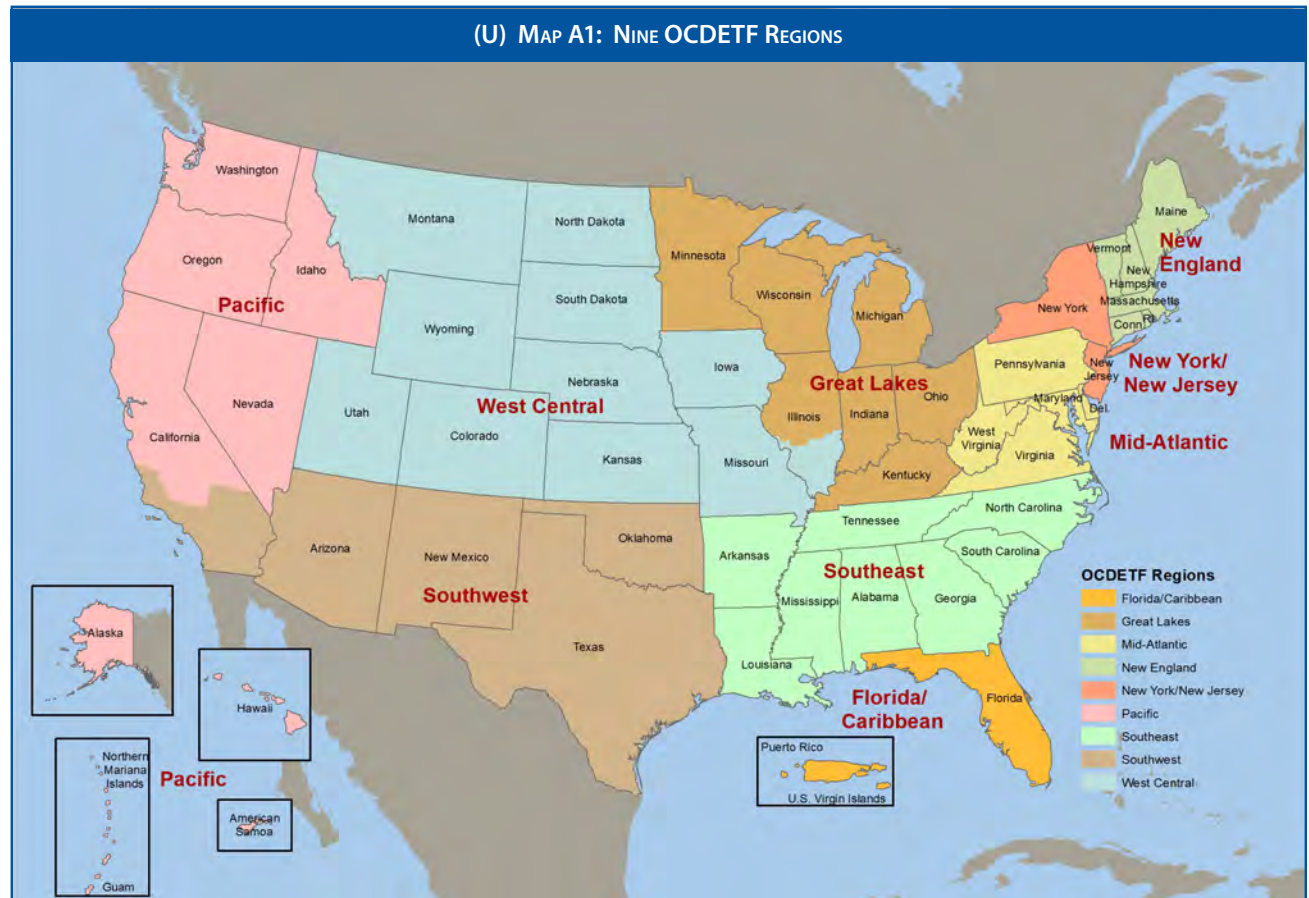 (U) Map A1: Nine OCDETF Regions
Washington
Montana
North Dakota
Minnesota
Maine
Oregon
Idaho
Vermont
New
England
New
Hampshire
Pacific
South Dakota
Wisconsin
Michigan
Massachusetts
New York
Conn.
RI
Wyoming
Iowa
Pennsylvania
New
Jersey
New York/
New Jersey
Nebraska
Great Lakes
Ohio
Nevada
Utah
West Central
Illinois
Indiana
Maryland
Del.
California
Colorado
West
Virginia
Mid-Atlantic
Kansas
Missouri
Virginia
Kentucky
North Carolina
Tennessee
Oklahoma
Arizona
New Mexico
Arkansas
South Carolina
Southeast
Southwest
Mississippi
Alabama
Georgia
Texas
Louisiana
Florida
Florida/
Caribbean
Alaska
Hawaii
Puerto Rico
U.S. Virgin Islands
Northern
Mariana
Islands
Pacific
American
Samoa
Guam
OCDETF Regions
Florida/Caribbean
Great Lakes
Mid-Atlantic
New England
New York/New Jersey
Pacific
Southeast
Southwest
West Central